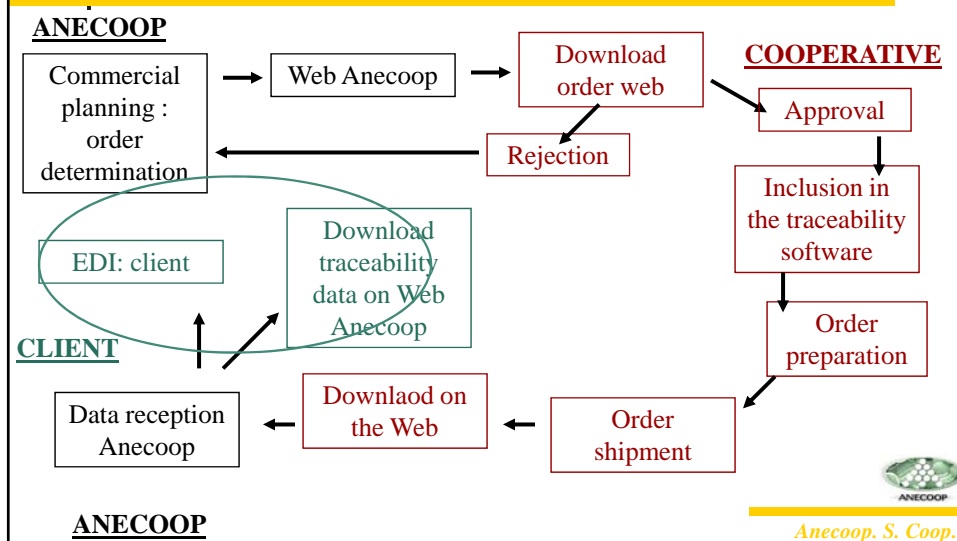 ANECOOP
Commercial
planning :
order
determination
Web Anecoop
Download
order web
COOPERATIVE
Approval
Rejection
Inclusion in
the traceability
software
EDI: client
Download
traceability
data on Web
Anecoop
CLIENT
Order
preparation
Data reception
Anecoop
Downlaod on
the Web
Order
shipment
ANECOOP
ANECOOP
Anecoop. S. Coop.